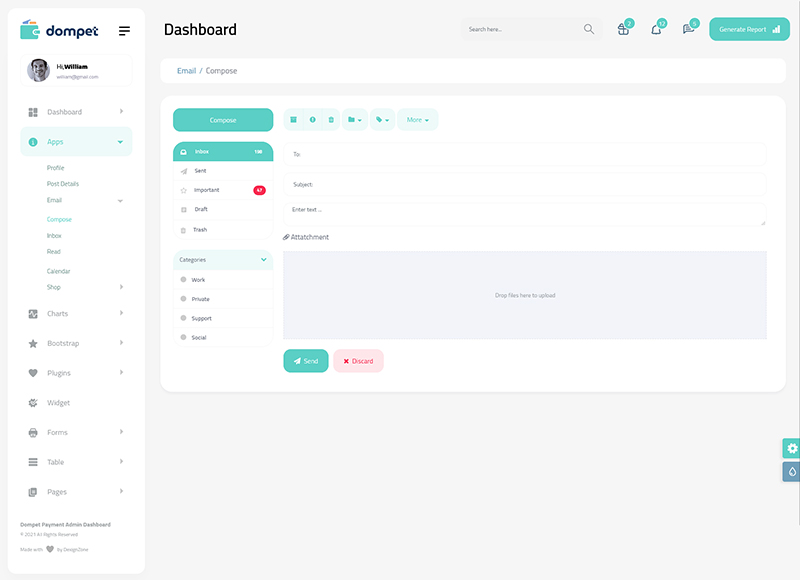 dompet
Hi,William
william@gmail.com
Dashboard
Apps
Profile
Post Details
Email
Compose
Inbox
Read
Calendar
Shop
Charts
Bootstrap
Plugins
Widget
Forms
Table
Pages
Dompet Payment Admin Dashboard
© 2021 All Rights Reserved
Made with by DexignZone
Dashboard
Search here...
2
12
5
Generate Report
Email / Compose
Compose
Inbox 198
Sent
Important 47
Draft
Trash
Categories
Work
Private
Support
Social
More
To:
Subject:
Enter text ...
Attatchment
Drop files here to upload
Send
Discard